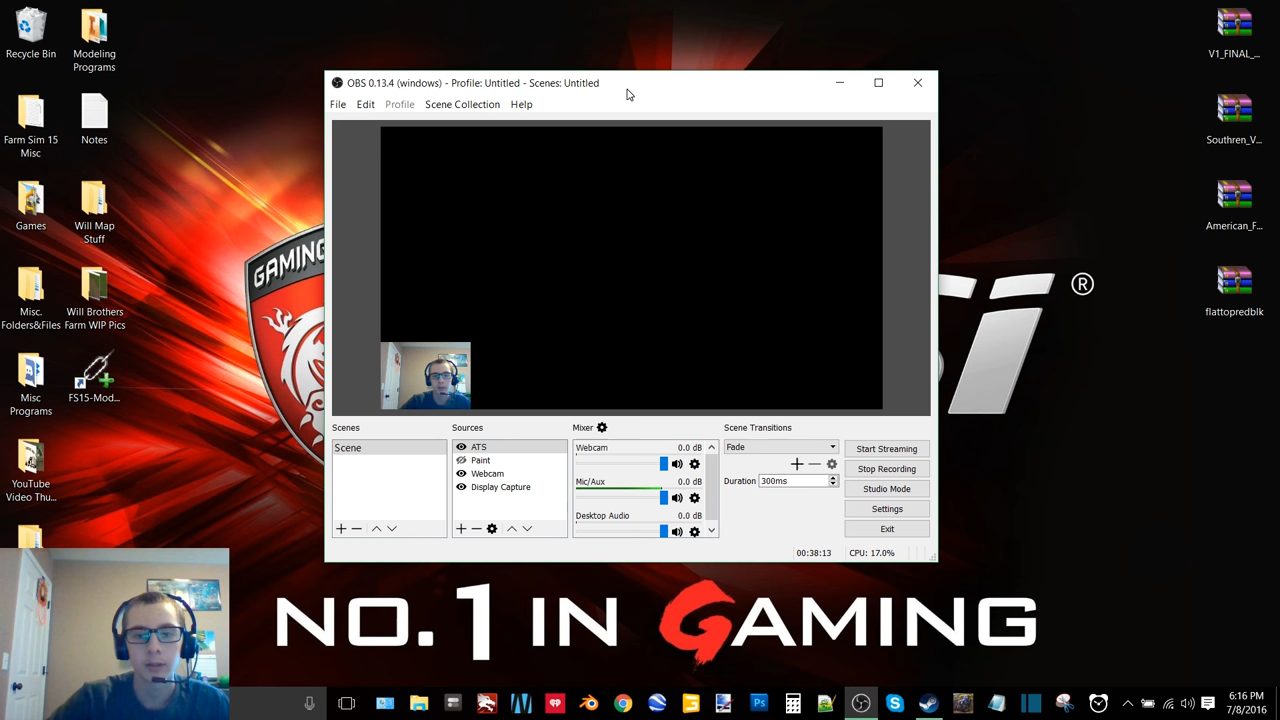 Recycle Bin
Modeling Programs
Farm Sim 15 Misc
Notes
Games
Will Map Stuff
Misc. Folders&Files
Will Brothers Farm WIP Pics
Misc Programs
FS15-Mod...
YouTube Video Thu...
V1_FINAL_...
Southren_V...
American_F...
flattopredblk
OBS 0.13.4 (windows) - Profile: Untitled - Scenes: Untitled
File Edit Profile Scene Collection Help
Scenes
Scene
Sources
ATS
Paint
Webcam
Display Capture
Mixer
Webcam 0.0 dB
Mic/Aux 0.0 dB
Desktop Audio 0.0 dB
Scene Transitions
Fade
Duration 300ms
Start Streaming
Stop Recording
Studio Mode
Settings
Exit
00:38:13 CPU: 17.0%
GAMING
®
NO.1 IN GAMING
6:16 PM
7/8/2016